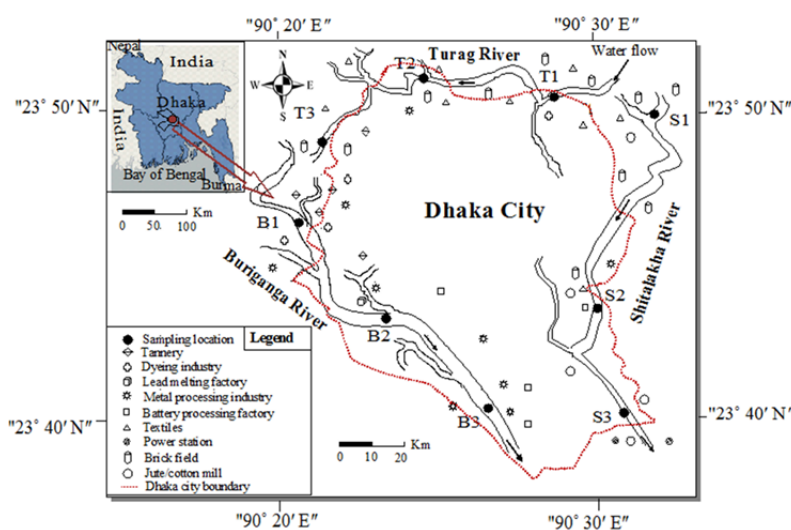 "90° 20' E" "90° 30' E"
Nepal
India
Dhaka
India
Bay of Bengal
Burma
0 50 100
Km
N
W E
S
T2
Turag River
T1
Water flow
"23° 50' N" "23° 50' N"
T3
S1
B1
Dhaka City
Shitalakha River
Buriganga River
S2
B2
B3
S3
"23° 40' N" "23° 40' N"
Legend
Sampling location
Tannery
Dyeing industry
Lead melting factory
Metal processing industry
Battery processing factory
Textiles
Power station
Brick field
Jute/cotton mill
Dhaka city boundary
Km
0 10 20
"90° 20' E" "90° 30' E"